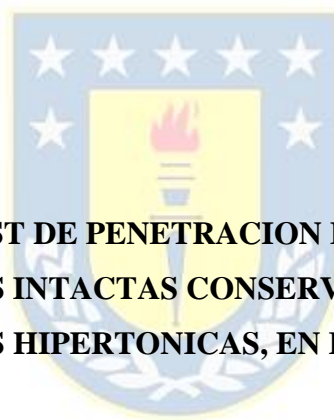 ST DE PENETRACION
S INTACTAS CONSERV
S HIPERTONICAS, EN